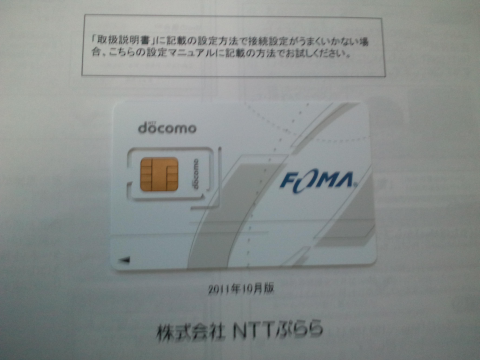 「取扱説明書」に記載の設定方法で接続設定がうまくいかない場
合、こちらの設定マニュアルに記載の方法でお試しください。
döcomo
döcomo
FOMA
2011年10月版
株式会社 NTTぷらら